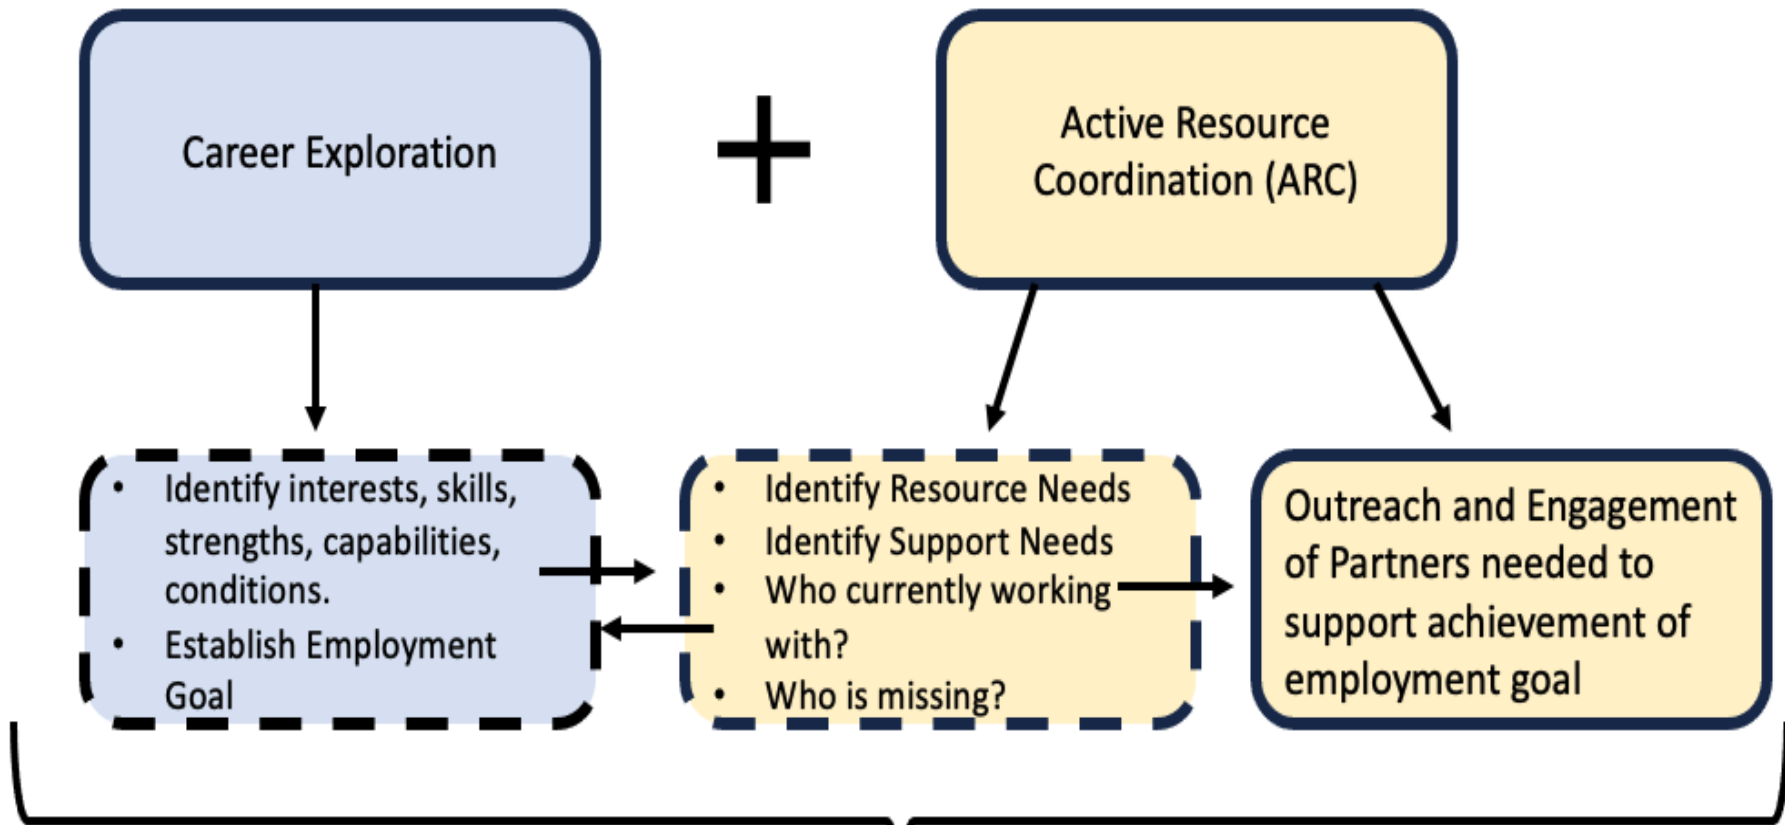 Career Exploration
+
Active Resource
Coordination (ARC)
• Identify interests, skills,
strengths, capabilities,
conditions.
• Establish Employment
Goal
• Identify Resource Needs
• Identify Support Needs
• Who currently working
with?
• Who is missing?
Outreach and Engagement
of Partners needed to
support achievement of
employment goal